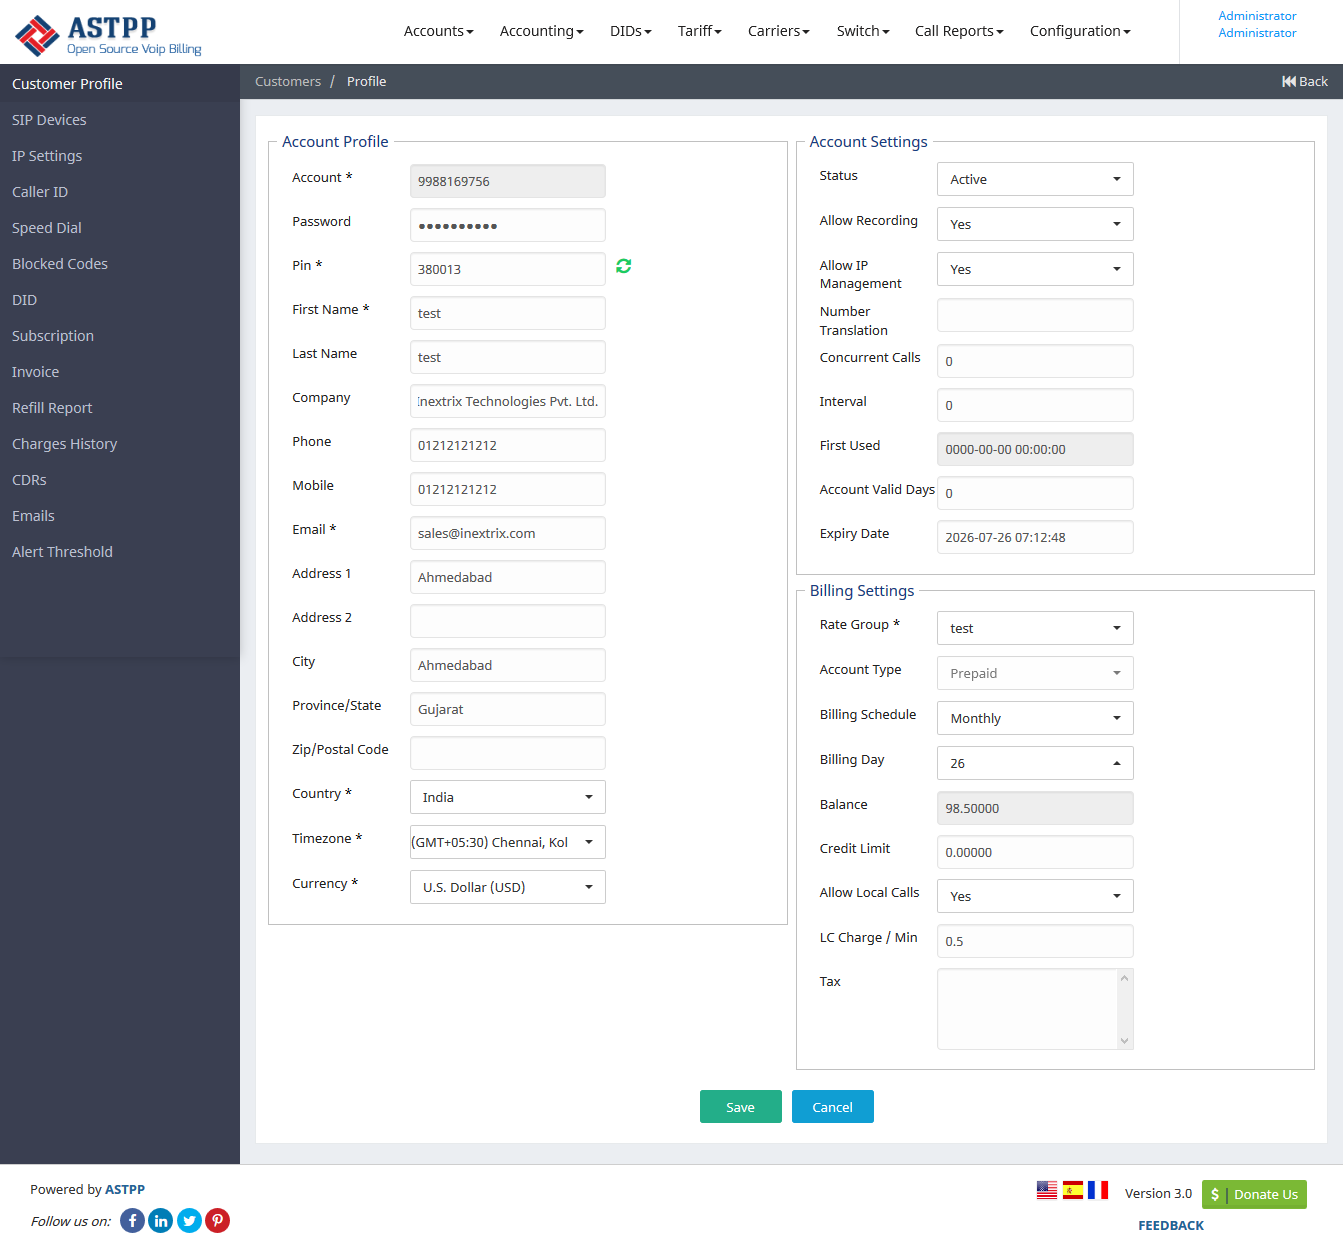 ASTPP
Open Source Voip Billing
Accounts
Accounting
DIDs
Tariff
Carriers
Switch
Call Reports
Configuration
Administrator
Administrator
Customer Profile
SIP Devices
IP Settings
Caller ID
Speed Dial
Blocked Codes
DID
Subscription
Invoice
Refill Report
Charges History
CDRs
Emails
Alert Threshold
Customers / Profile
Back
Account Profile
Account * 9988169756
Password ••••••••••
Pin * 380013
First Name * test
Last Name test
Company Inextrix Technologies Pvt. Ltd.
Phone 01212121212
Mobile 01212121212
Email * sales@inextrix.com
Address 1 Ahmedabad
Address 2
City Ahmedabad
Province/State Gujarat
Zip/Postal Code
Country * India
Timezone * (GMT+05:30) Chennai, Kol
Currency * U.S. Dollar (USD)
Account Settings
Status Active
Allow Recording Yes
Allow IP
Management Yes
Number
Translation
Concurrent Calls 0
Interval 0
First Used 0000-00-00 00:00:00
Account Valid Days 0
Expiry Date 2026-07-26 07:12:48
Billing Settings
Rate Group * test
Account Type Prepaid
Billing Schedule Monthly
Billing Day 26
Balance 98.50000
Credit Limit 0.00000
Allow Local Calls Yes
LC Charge / Min 0.5
Tax
Save
Cancel
Powered by ASTPP
Follow us on:
Version 3.0
$ | Donate Us
FEEDBACK